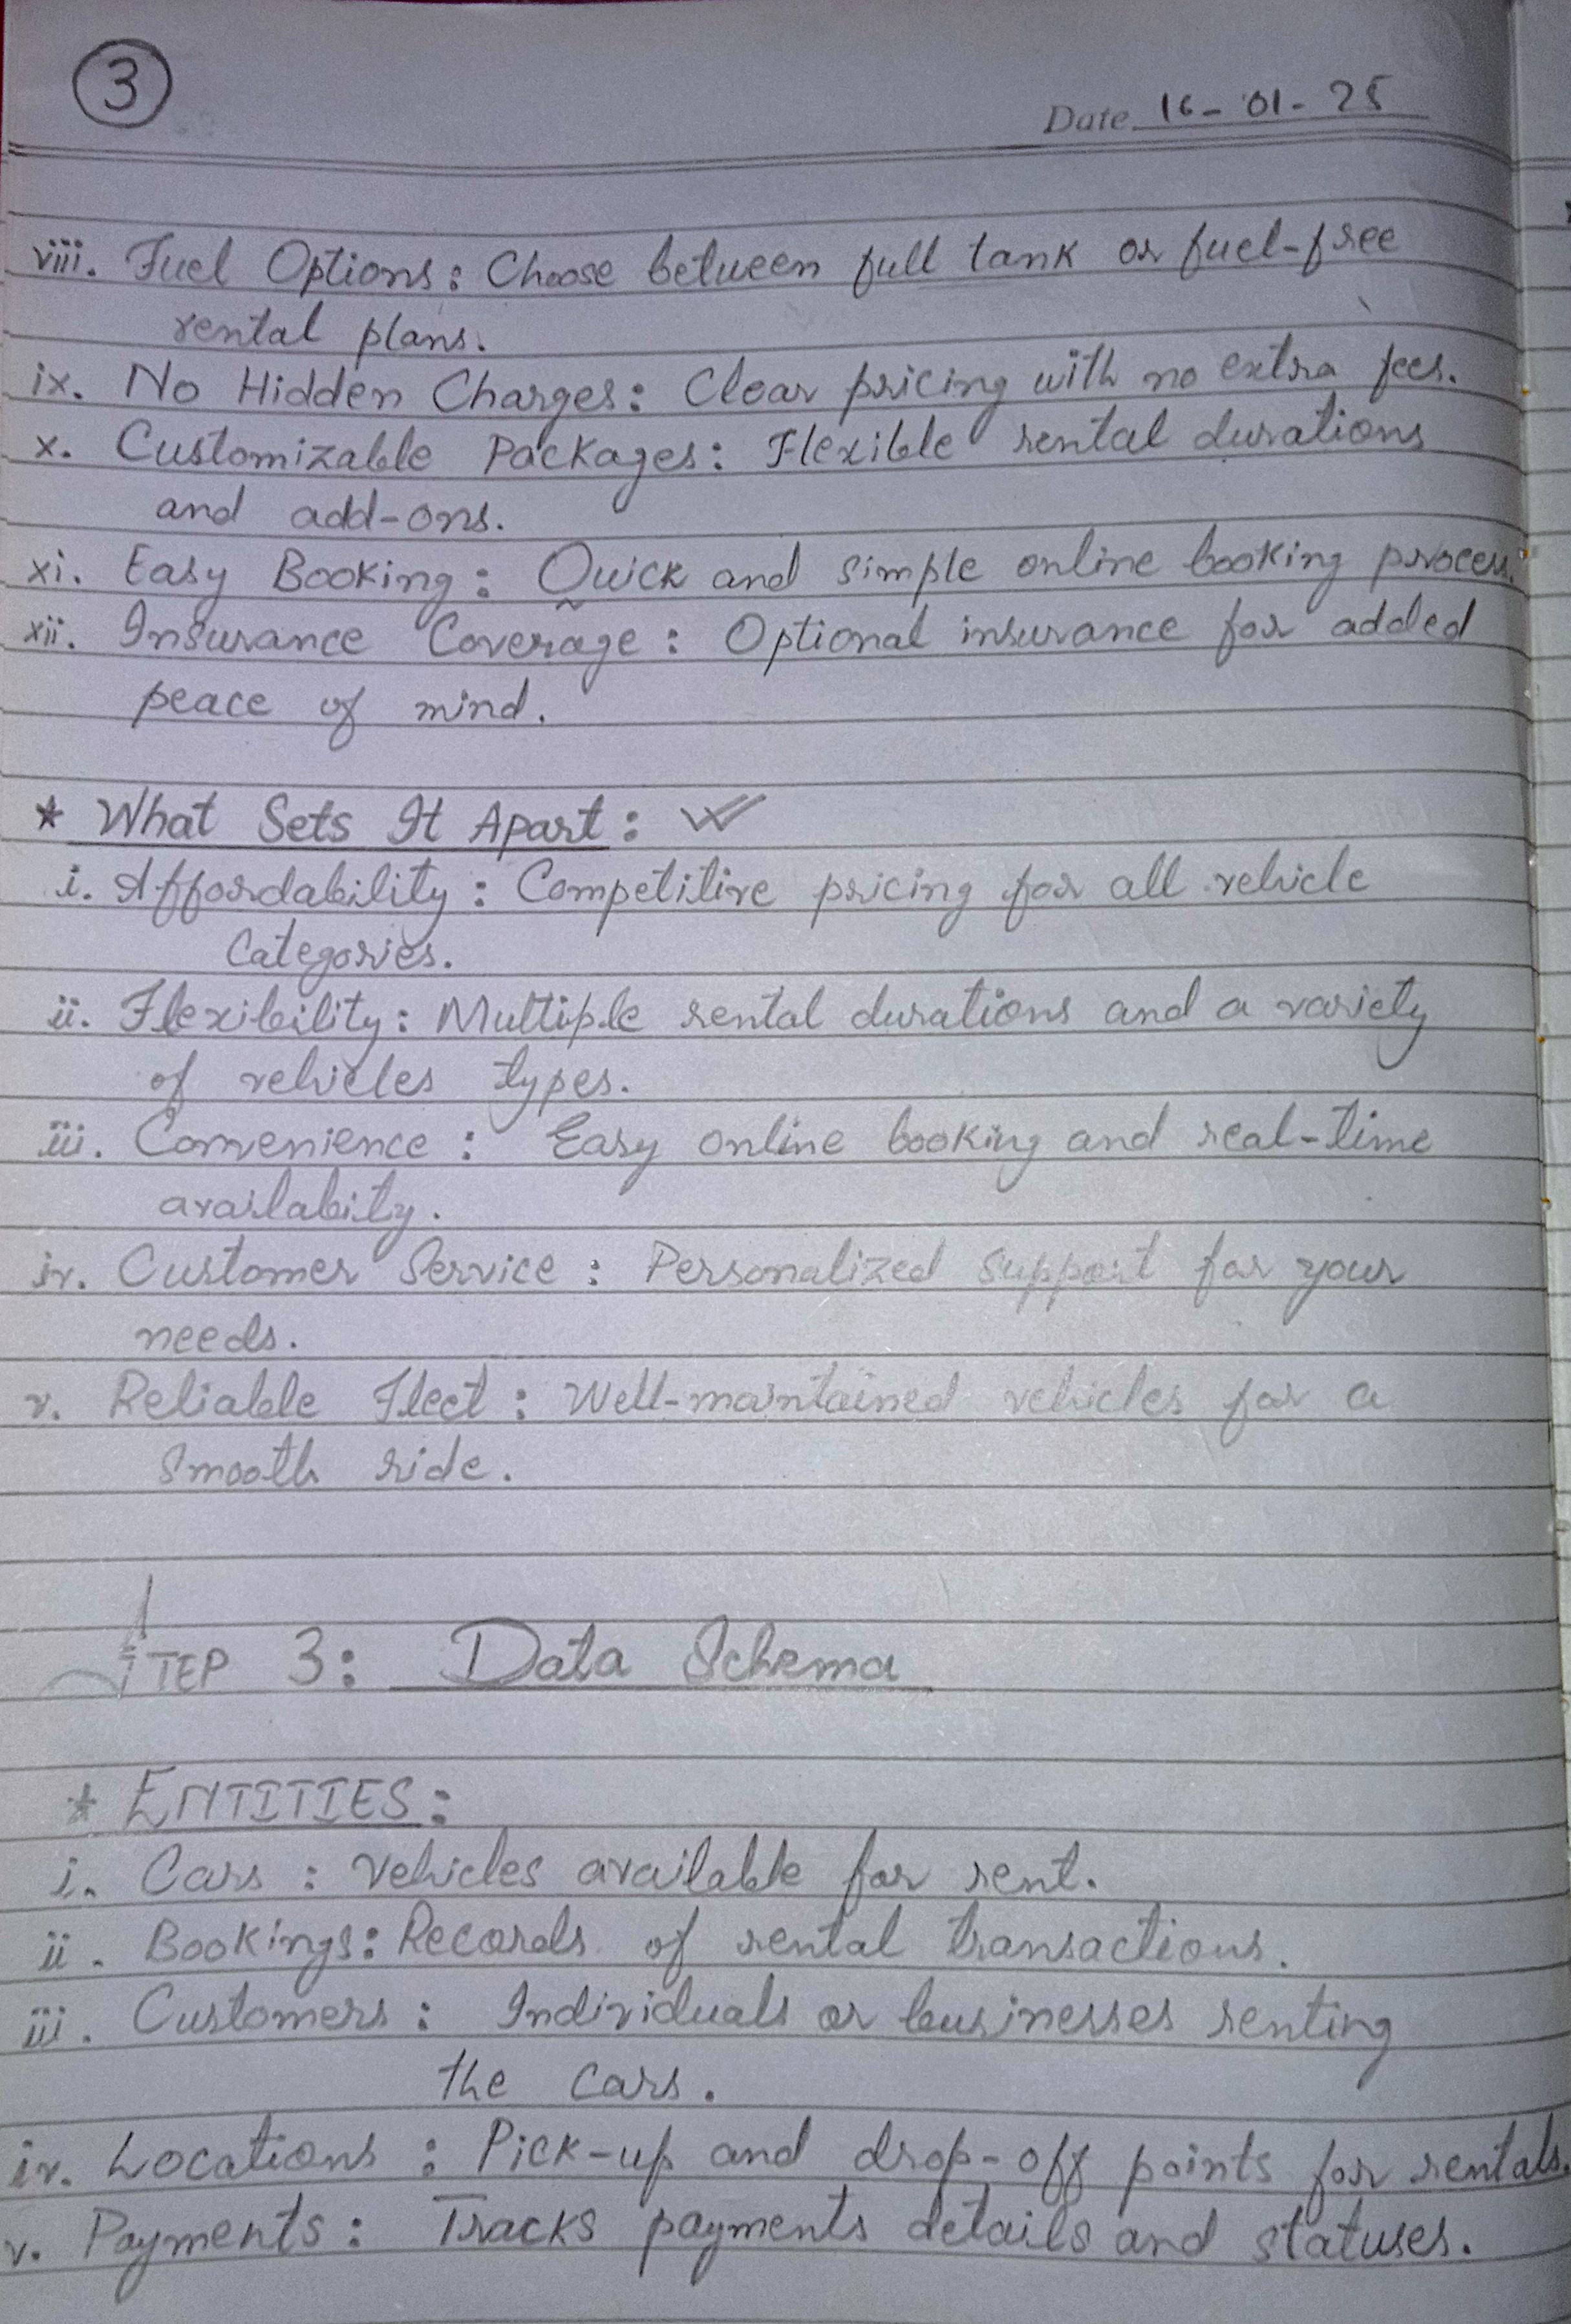 3
Date 16-01-25
viii. Fuel Options: Choose between full tank or fuel-free
rental plans.
ix. No Hidden Charges: Clear pricing with no extra fees.
x. Customizable Packages: Flexible rental durations
and add-ons.
xi. Easy Booking: Quick and simple online booking process.
xii. Insurance Coverage: Optional insurance for added
peace of mind.
* What Sets It Apart:
i. Affordability: Competitive pricing for all vehicle
Categories.
ii. Flexibility: Multiple rental durations and a variety
of vehicles types.
iii. Convenience: Easy online booking and real-time
availabity.
iv. Customer Service: Personalized support for your
needs.
v. Reliable Fleet: Well-maintained vehicles for a
smooth ride.
STEP 3: Data Schema
* ENTITIES:
i. Cars: Vehicles available for rent.
ii. Bookings: Records of rental transactions.
iii. Customers: Individuals or businesses renting
the cars.
iv. Locations: Pick-up and drop-off points for rentals.
v. Payments: Tracks payments details and statuses.